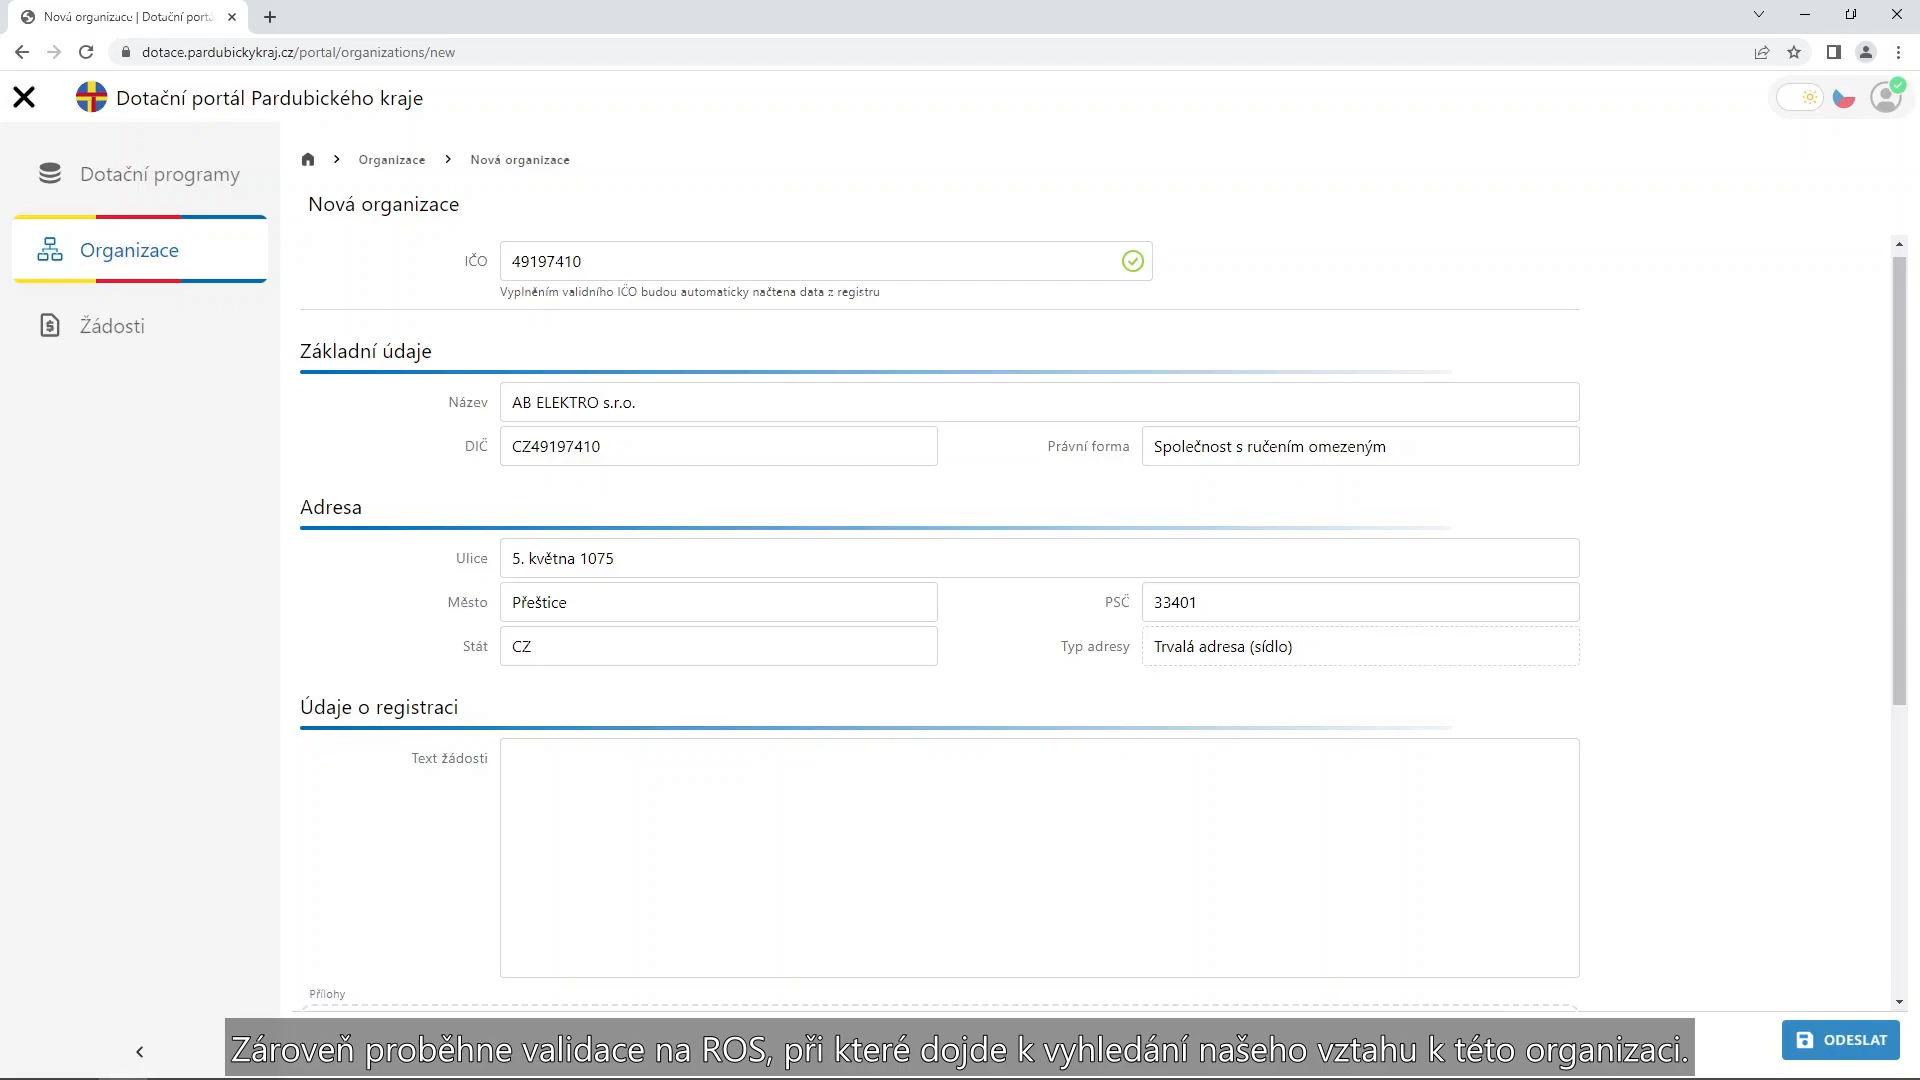 Nová organizace | Dotační portá
dotace.pardubickykraj.cz/portal/organizations/new
Dotační portál Pardubického kraje
Dotační programy
Organizace
Žádosti
Organizace
Nová organizace
Nová organizace
IČO
49197410
Vyplněním validního IČO budou automaticky načtena data z registru
Základní údaje
Název
AB ELEKTRO s.r.o.
DIČ
CZ49197410
Právní forma
Společnost s ručením omezeným
Adresa
Ulice
5. května 1075
Město
Přeštice
PSČ
33401
Stát
CZ
Typ adresy
Trvalá adresa (sídlo)
Údaje o registraci
Text žádosti
Přílohy
Zároveň proběhne validace na ROS, při které dojde k vyhledání našeho vztahu k této organizaci.
ODESLAT